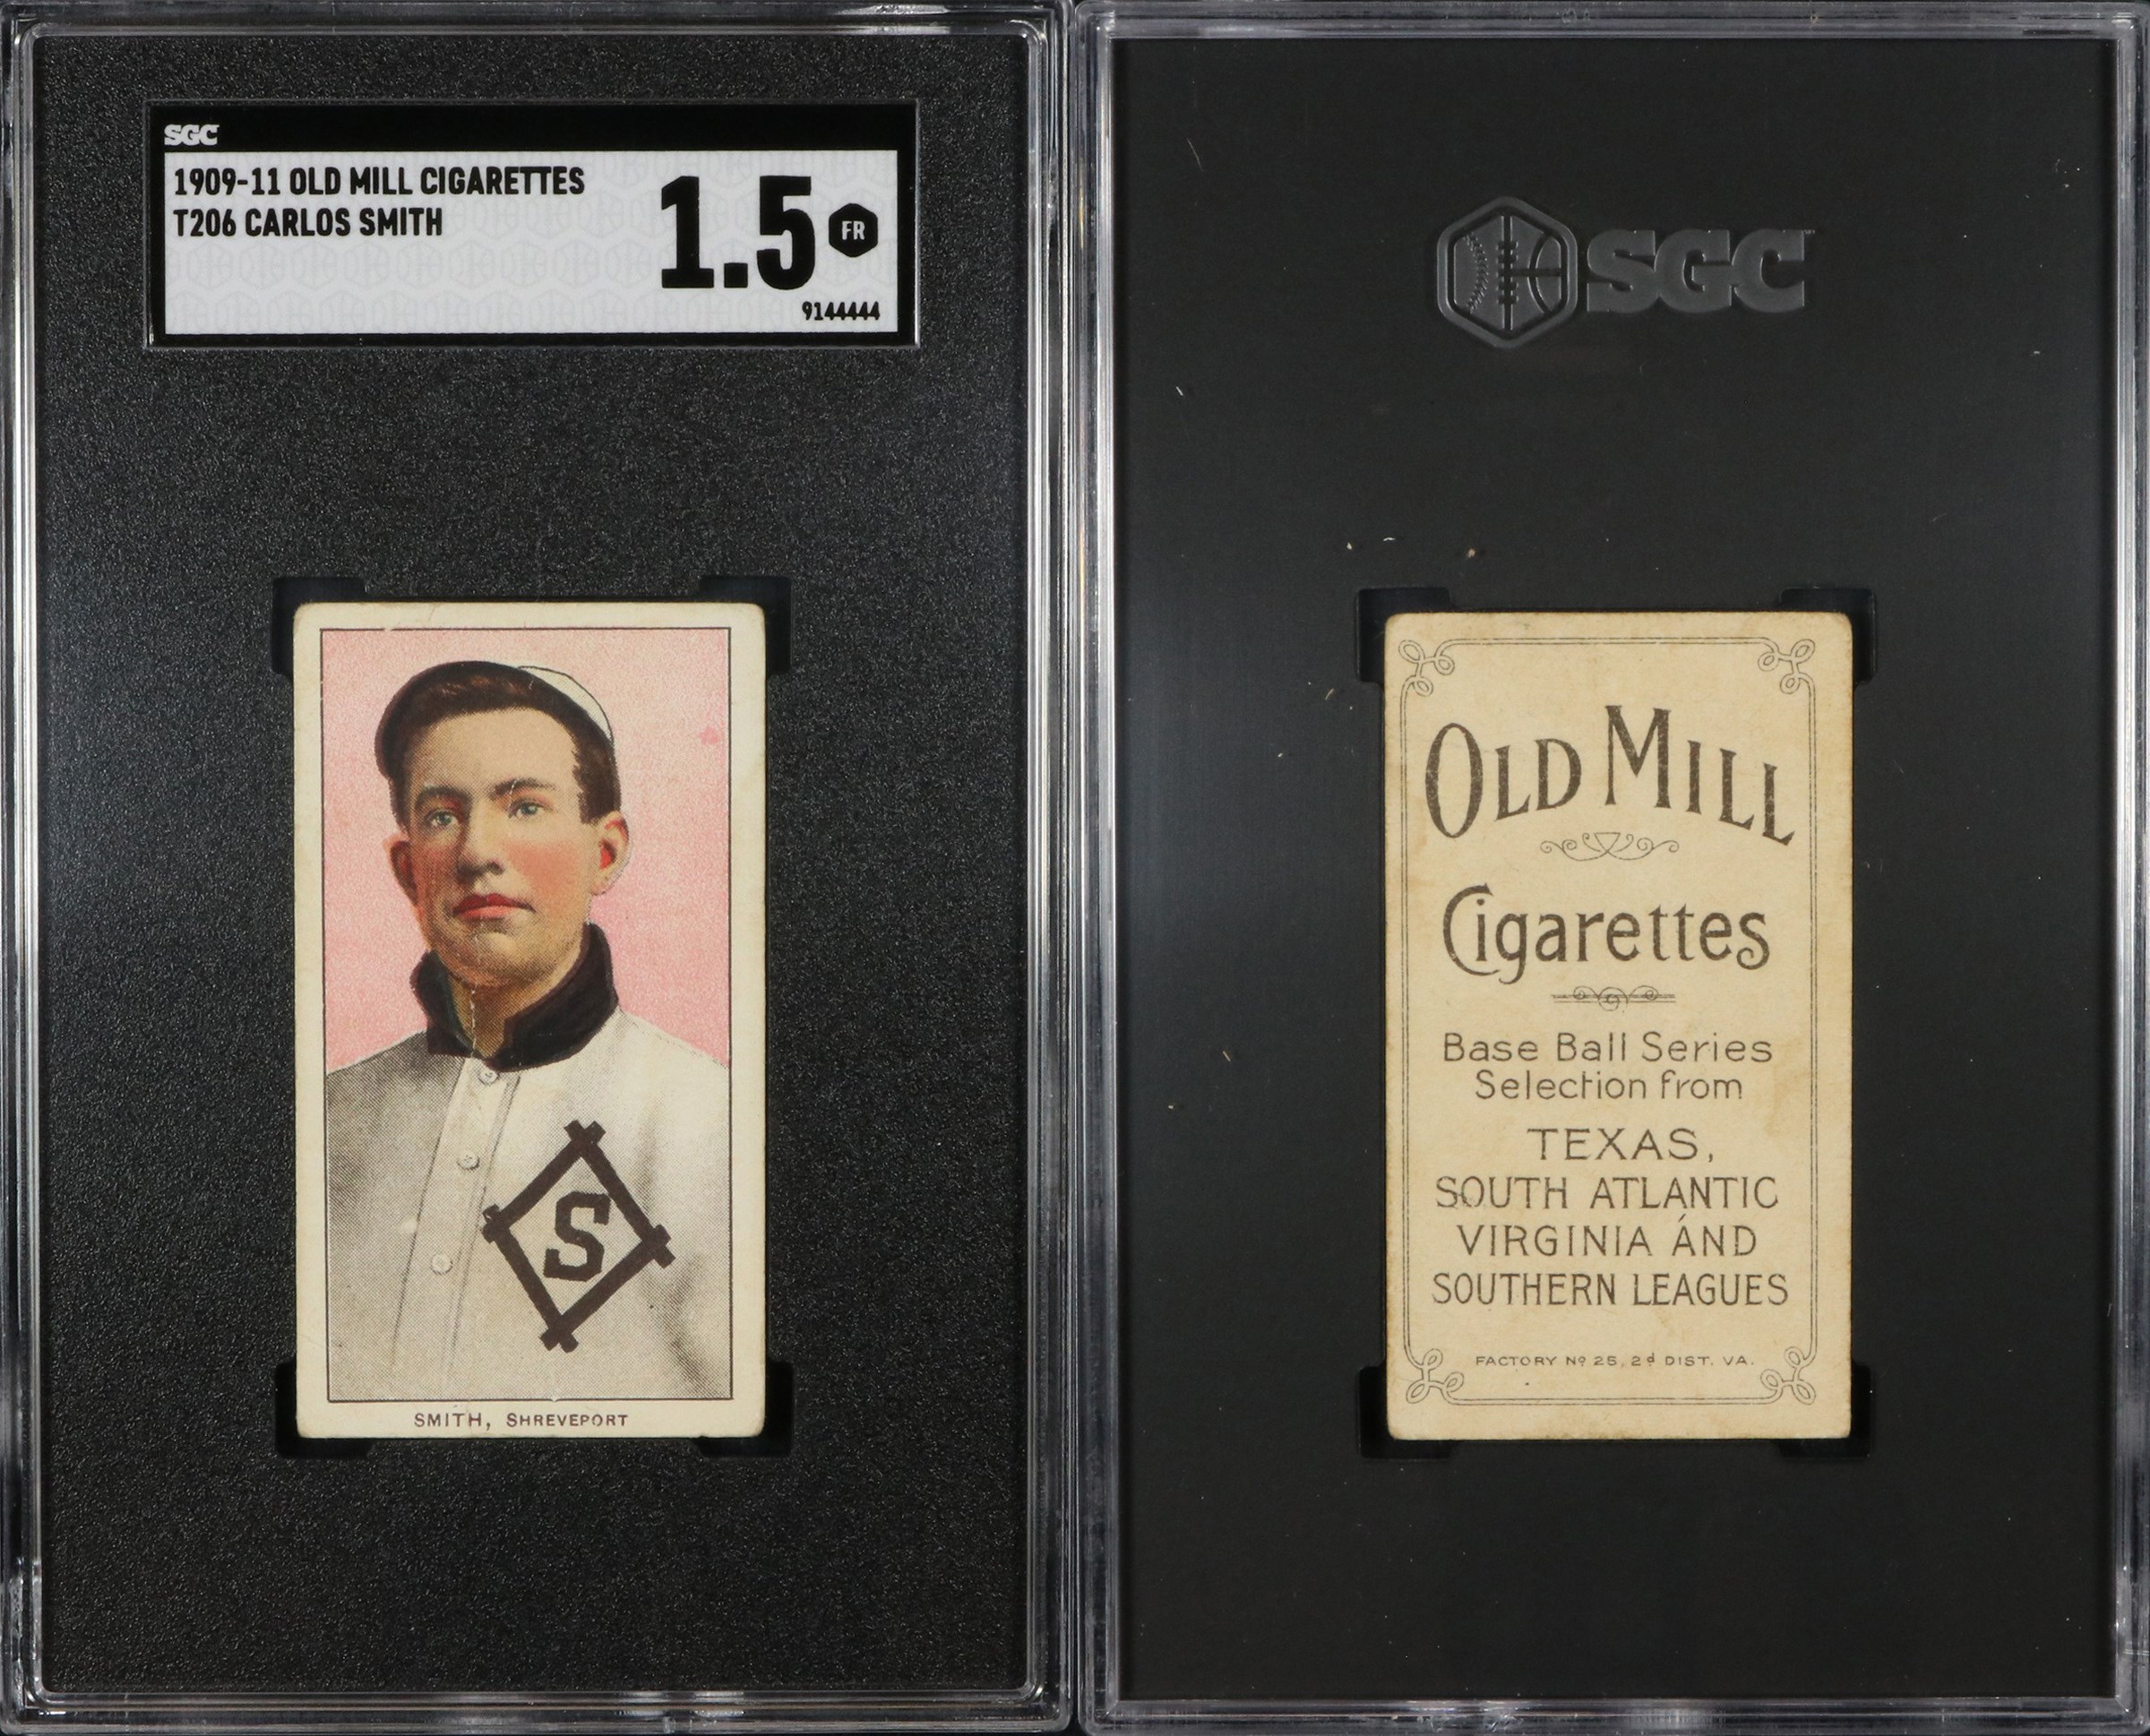 SGC
1909-11 OLD MILL CIGARETTES
T206 CARLOS SMITH
1.5 FR
9144444
S
SMITH, SHREVEPORT
SGC
OLD MILL
Cigarettes
Base Ball Series
Selection from
TEXAS,
SOUTH ATLANTIC
VIRGINIA ÁND
SOUTHERN LEAGUES
FACTORY Nº 25, 2d DIST. VA.